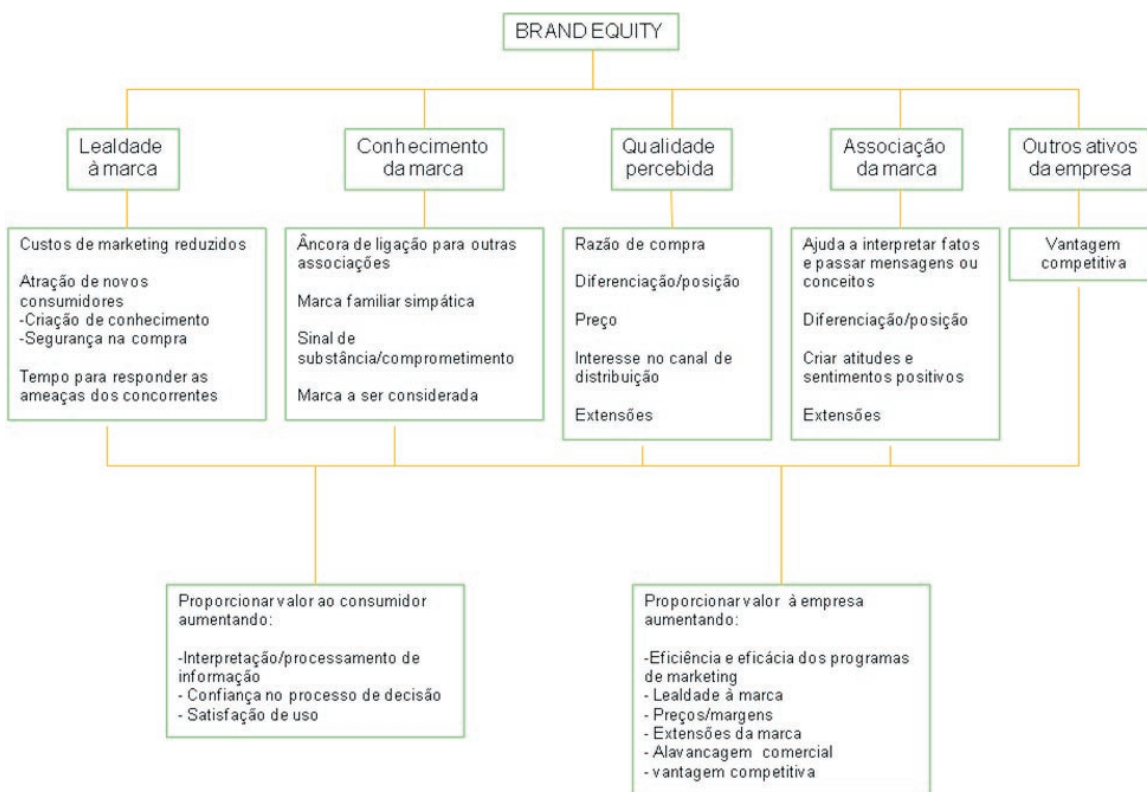 BRAND EQUITY
Lealdade
à marca
Conhecimento
da marca
Qualidade
percebida
Associação
da marca
Outros ativos
da empresa
Custos de marketing reduzidos
Atração de novos
consumidores
-Criação de conhecimento
-Segurança na compra
Tempo para responder as
ameaças dos concorrentes
Âncora de ligação para outras
associações
Marca familiar simpática
Sinal de
substância/comprometimento
Marca a ser considerada
Razão de compra
Diferenciação/posição
Preço
Interesse no canal de
distribuição
Extensões
Ajuda a interpretar fatos
e passar mensagens ou
conceitos
Diferenciação/posição
Criar atitudes e
sentimentos positivos
Extensões
Vantagem
competitiva
Proporcionar valor ao consumidor
aumentando:
-Interpretação/processamento de
informação
- Confiança no processo de decisão
- Satisfação de uso
Proporcionar valor à empresa
aumentando:
-Eficiência e eficácia dos programas
de marketing
- Lealdade à marca
- Preços/margens
- Extensões da marca
- Alavancagem comercial
- vantagem competitiva